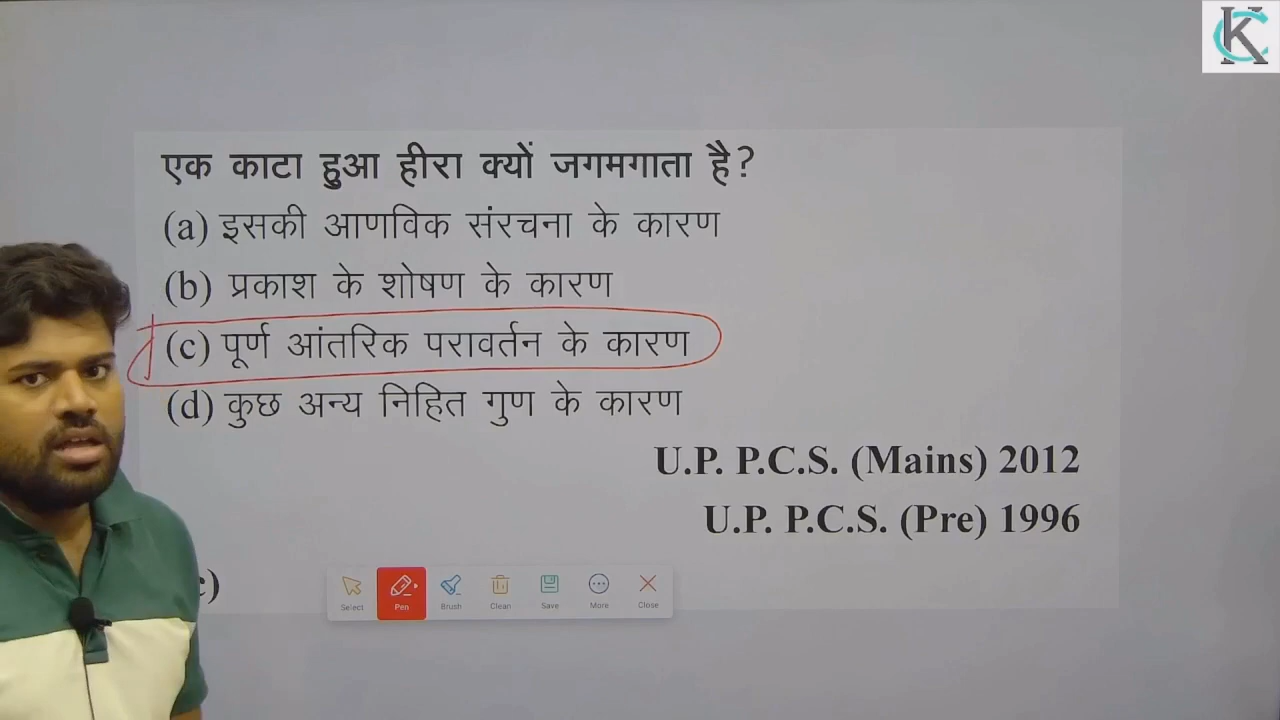 KC
एक काटा हुआ हीरा क्यों जगमगाता है?
(a) इसकी आणविक संरचना के कारण
(b) प्रकाश के शोषण के कारण
(c) पूर्ण आंतरिक परावर्तन के कारण
(d) कुछ अन्य निहित गुण के कारण
U.P. P.C.S. (Mains) 2012
U.P. P.C.S. (Pre) 1996
c)
Select Pen Brush Clean Save More Close